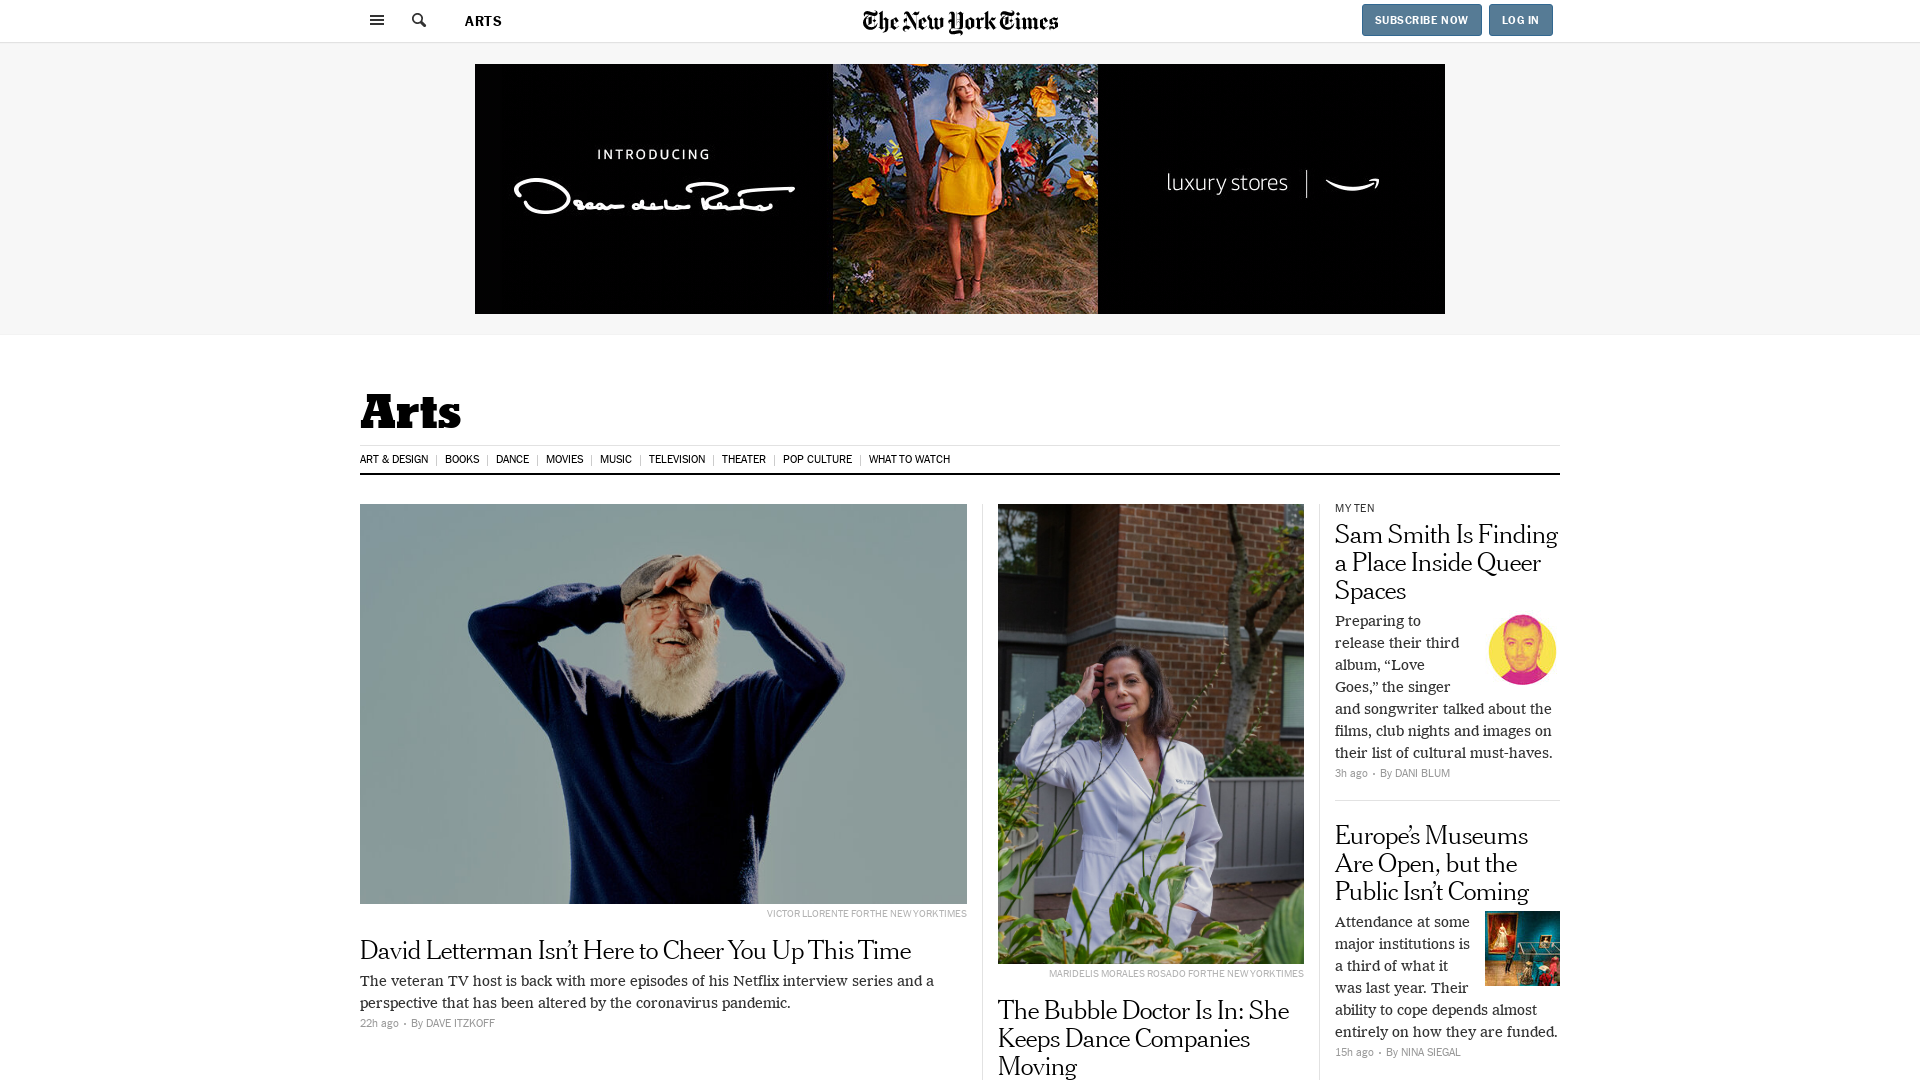 ARTS
The New York Times
SUBSCRIBE NOW
LOG IN
INTRODUCING
Oscar de la Renta
luxury stores
Arts
ART & DESIGN
BOOKS
DANCE
MOVIES
MUSIC
TELEVISION
THEATER
POP CULTURE
WHAT TO WATCH
VICTOR LLORENTE FOR THE NEW YORK TIMES
David Letterman Isn’t Here to Cheer You Up This Time
The veteran TV host is back with more episodes of his Netflix interview series and a
perspective that has been altered by the coronavirus pandemic.
22h ago • By DAVE ITZKOFF
MARIDELIS MORALES ROSADO FOR THE NEW YORK TIMES
The Bubble Doctor Is In: She
Keeps Dance Companies
Moving
MY TEN
Sam Smith Is Finding
a Place Inside Queer
Spaces
Preparing to
release their third
album, “Love
Goes,” the singer
and songwriter talked about the
films, club nights and images on
their list of cultural must-haves.
3h ago • By DANI BLUM
Europe’s Museums
Are Open, but the
Public Isn’t Coming
Attendance at some
major institutions is
a third of what it
was last year. Their
ability to cope depends almost
entirely on how they are funded.
15h ago • By NINA SIEGAL